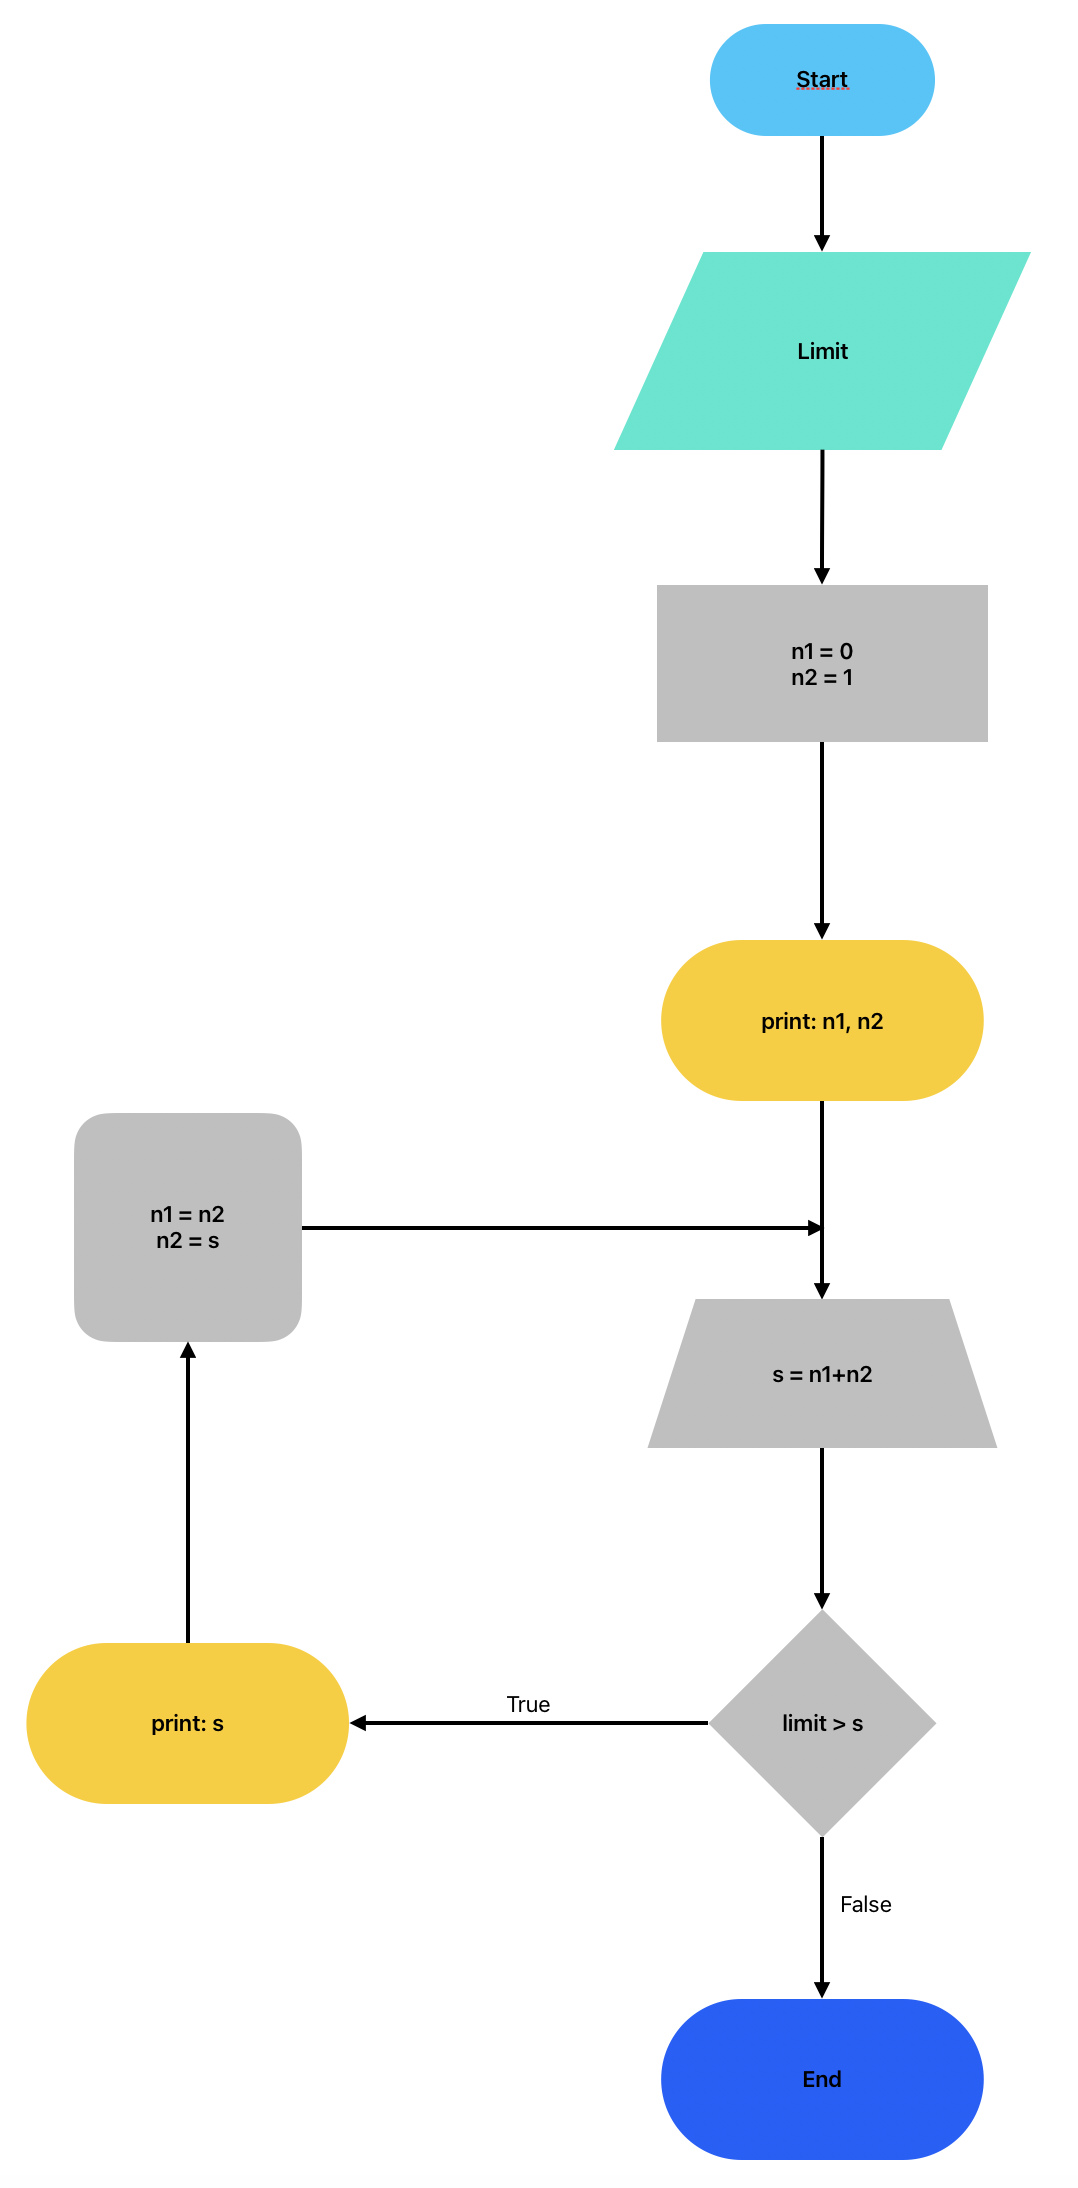 Start
Limit
n1 = 0
n2 = 1
print: n1, n2
n1 = n2
n2 = s
s = n1+n2
limit > s
True
print: s
False
End